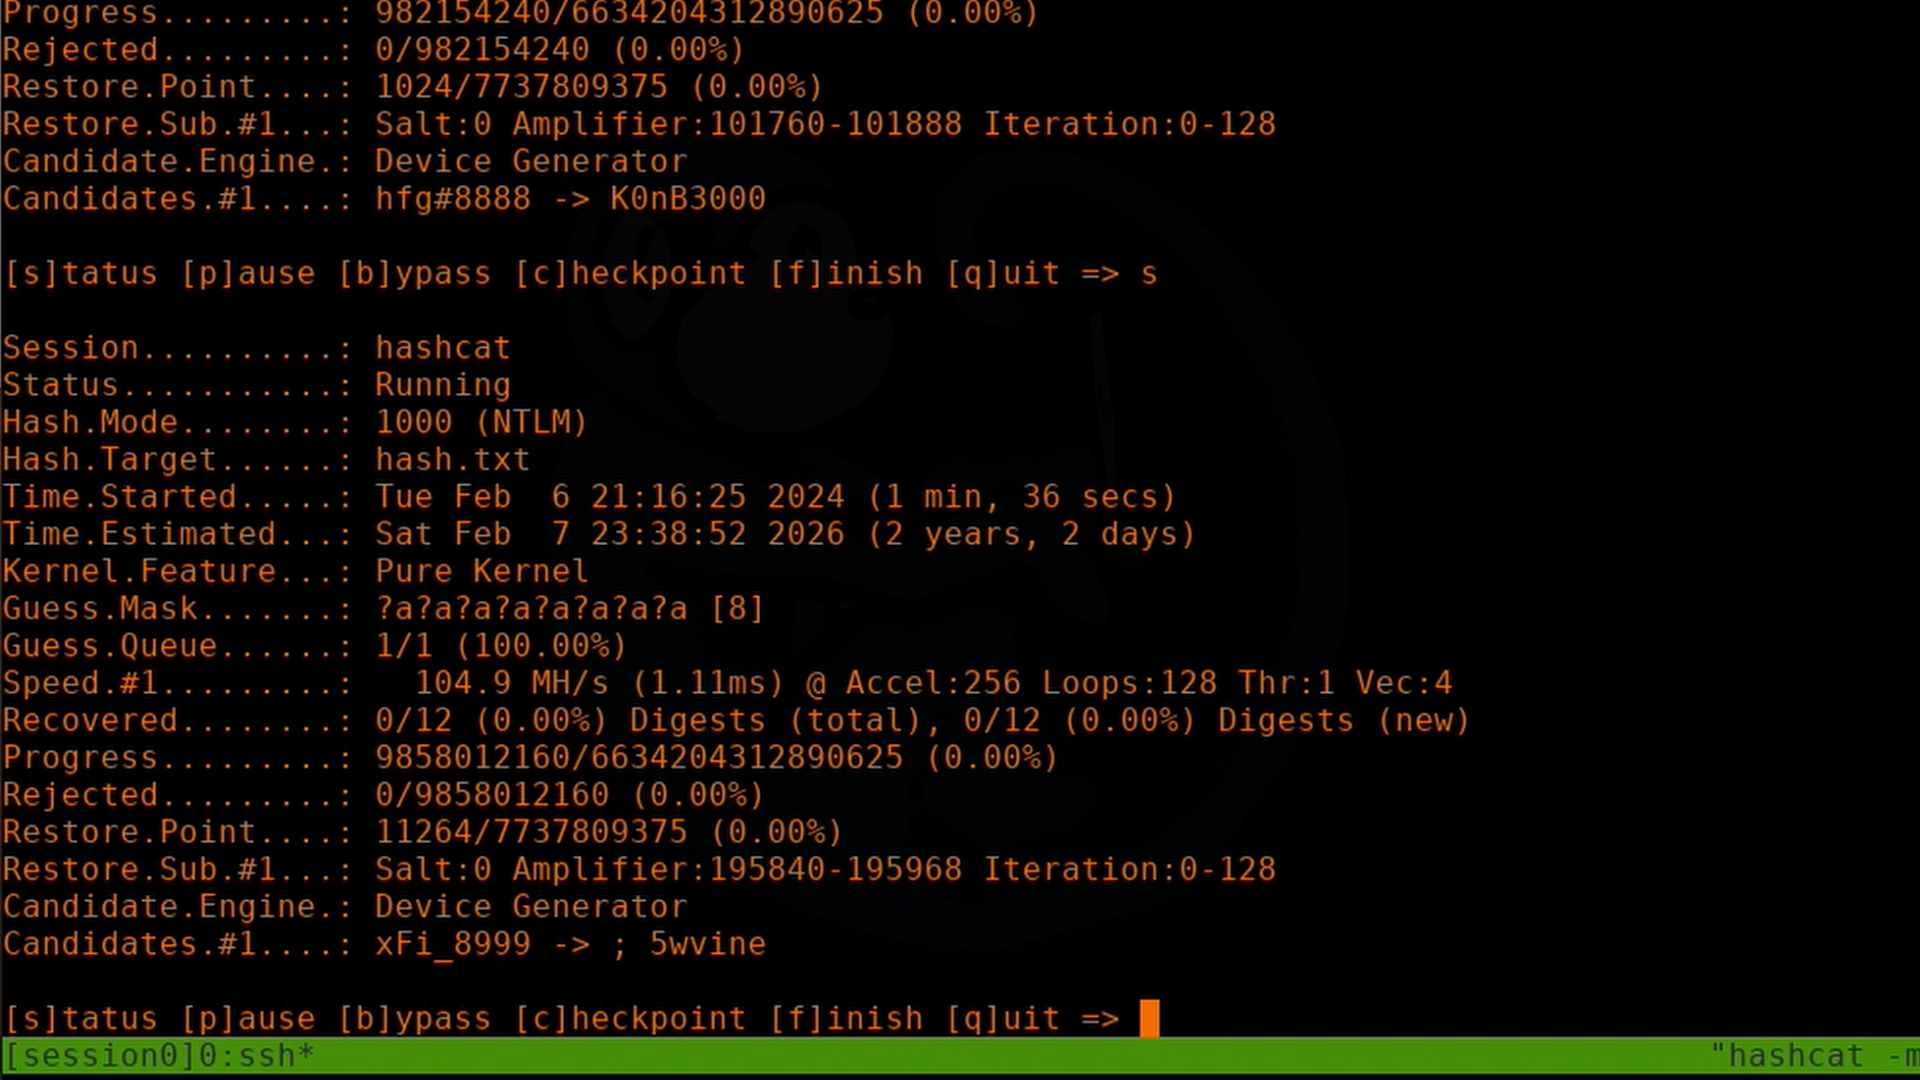 Progress.........: 982154240/6634204312890625 (0.00%)
Rejected.........: 0/982154240 (0.00%)
Restore.Point....: 1024/7737809375 (0.00%)
Restore.Sub.#1...: Salt:0 Amplifier:101760-101888 Iteration:0-128
Candidate.Engine.: Device Generator
Candidates.#1....: hfg#8888 -> K0nB3000
[s]tatus [p]ause [b]ypass [c]heckpoint [f]inish [q]uit => s
Session..........: hashcat
Status...........: Running
Hash.Mode........: 1000 (NTLM)
Hash.Target......: hash.txt
Time.Started.....: Tue Feb  6 21:16:25 2024 (1 min, 36 secs)
Time.Estimated...: Sat Feb  7 23:38:52 2026 (2 years, 2 days)
Kernel.Feature...: Pure Kernel
Guess.Mask.......: ?a?a?a?a?a?a?a?a [8]
Guess.Queue......: 1/1 (100.00%)
Speed.#1.........:   104.9 MH/s (1.11ms) @ Accel:256 Loops:128 Thr:1 Vec:4
Recovered........: 0/12 (0.00%) Digests (total), 0/12 (0.00%) Digests (new)
Progress.........: 9858012160/6634204312890625 (0.00%)
Rejected.........: 0/9858012160 (0.00%)
Restore.Point....: 11264/7737809375 (0.00%)
Restore.Sub.#1...: Salt:0 Amplifier:195840-195968 Iteration:0-128
Candidate.Engine.: Device Generator
Candidates.#1....: xFi_8999 -> ; 5wvine
[s]tatus [p]ause [b]ypass [c]heckpoint [f]inish [q]uit =>
[session0]0:ssh* "hashcat -m